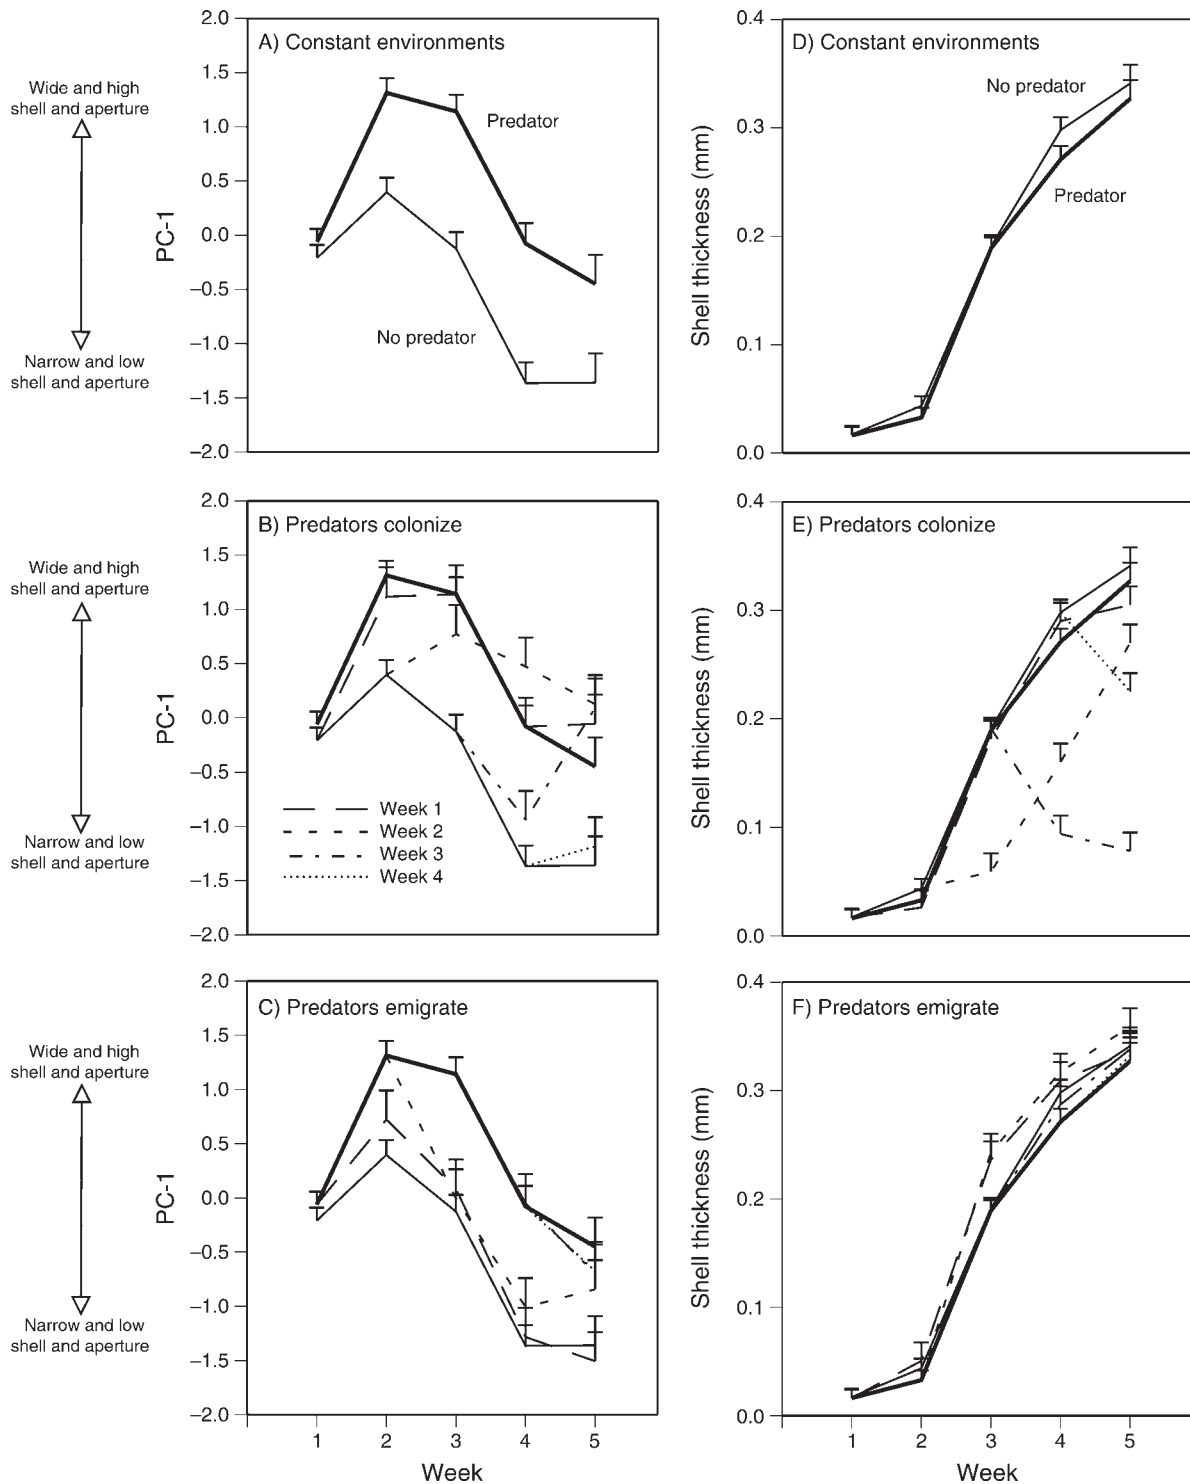 A) Constant environments
2.0
1.5
1.0
0.5
0.0
–0.5
–1.0
–1.5
–2.0
PC-1
Wide and high
shell and aperture
Narrow and low
shell and aperture
Predator
No predator
D) Constant environments
0.4
0.3
0.2
0.1
0.0
Shell thickness (mm)
No predator
Predator
B) Predators colonize
2.0
1.5
1.0
0.5
0.0
–0.5
–1.0
–1.5
–2.0
PC-1
Wide and high
shell and aperture
Narrow and low
shell and aperture
Week 1
Week 2
Week 3
Week 4
E) Predators colonize
0.4
0.3
0.2
0.1
0.0
Shell thickness (mm)
C) Predators emigrate
2.0
1.5
1.0
0.5
0.0
–0.5
–1.0
–1.5
–2.0
PC-1
Wide and high
shell and aperture
Narrow and low
shell and aperture
1 2 3 4 5
Week
F) Predators emigrate
0.4
0.3
0.2
0.1
0.0
Shell thickness (mm)
1 2 3 4 5
Week